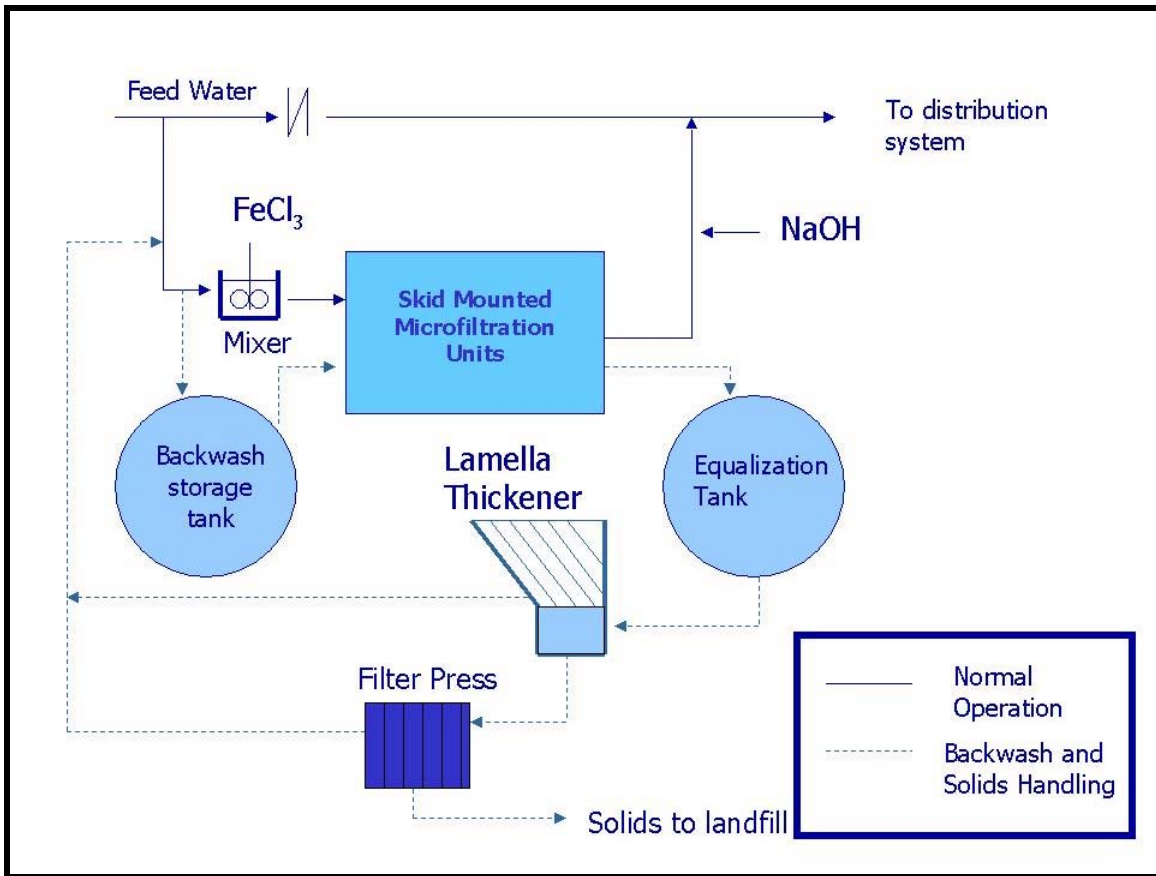 Feed Water
To distribution
system
FeCl₃
NaOH
Skid Mounted
Microfiltration
Units
Mixer
Backwash
storage
tank
Lamella
Thickener
Equalization
Tank
Filter Press
Normal
Operation
Backwash and
Solids Handling
Solids to landfill